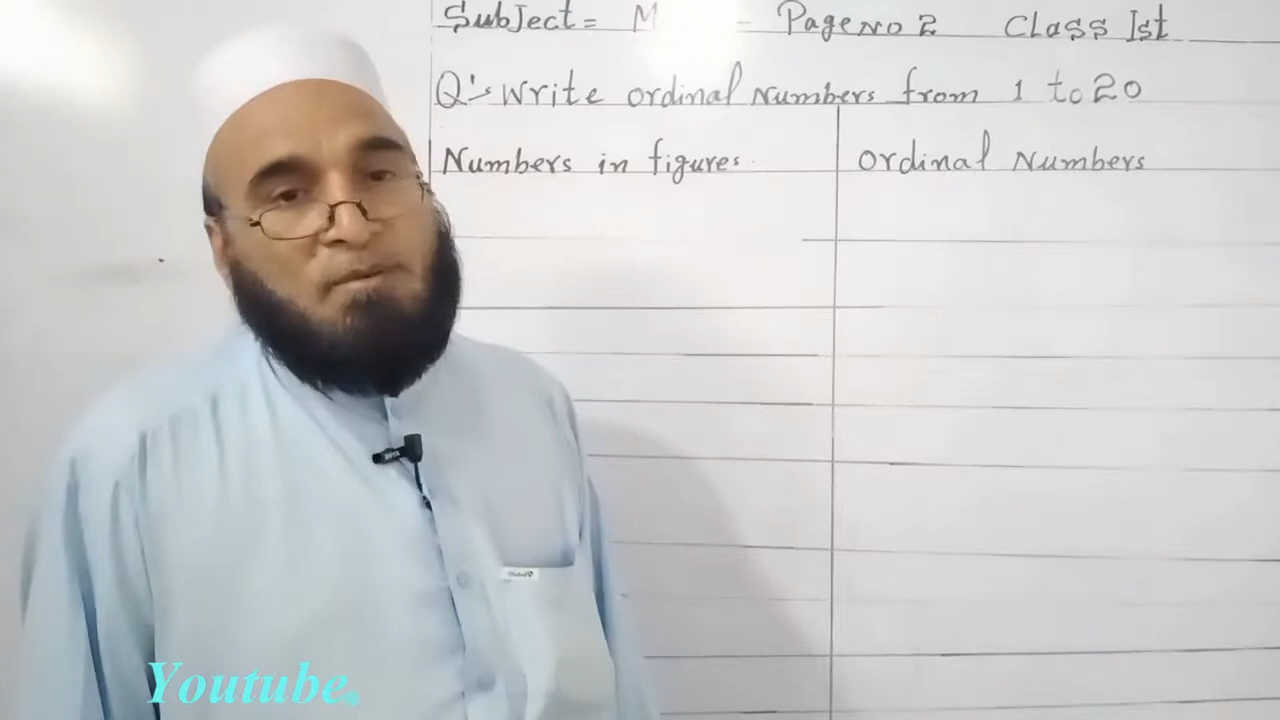 Subject = M - Page No 2 Class Ist
Q's Write ordinal Numbers from 1 to 20
Numbers in figures. ordinal Numbers
Youtube